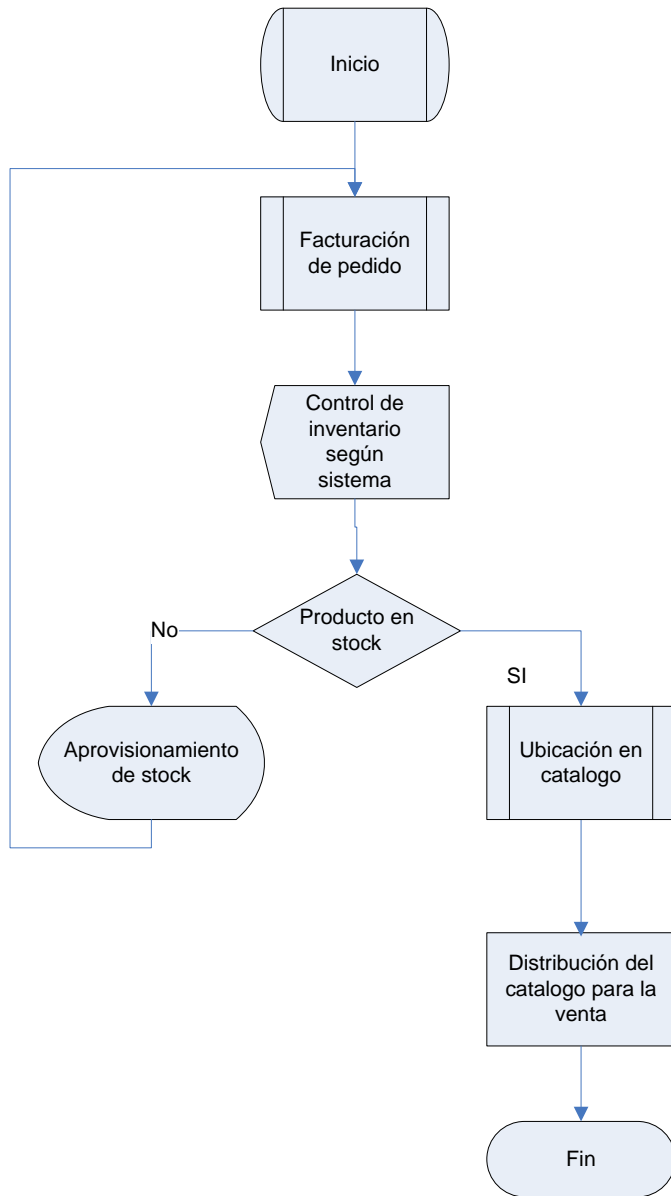 Inicio
Facturación
de pedido
Control de
inventario
según
sistema
Producto en
stock
No
SI
Aprovisionamiento
de stock
Ubicación en
catalogo
Distribución del
catalogo para la
venta
Fin